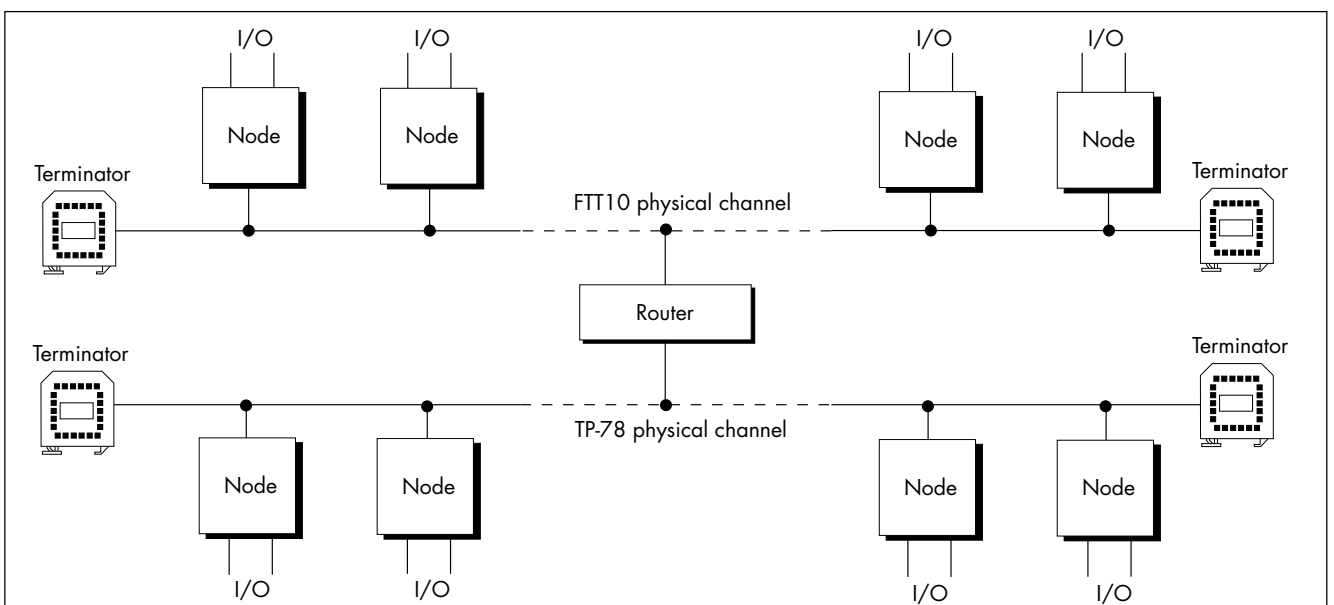 I/O
I/O
I/O
I/O
Node
Node
Node
Node
Terminator
Terminator
FTT10 physical channel
Router
Terminator
Terminator
TP-78 physical channel
Node
Node
Node
Node
I/O
I/O
I/O
I/O